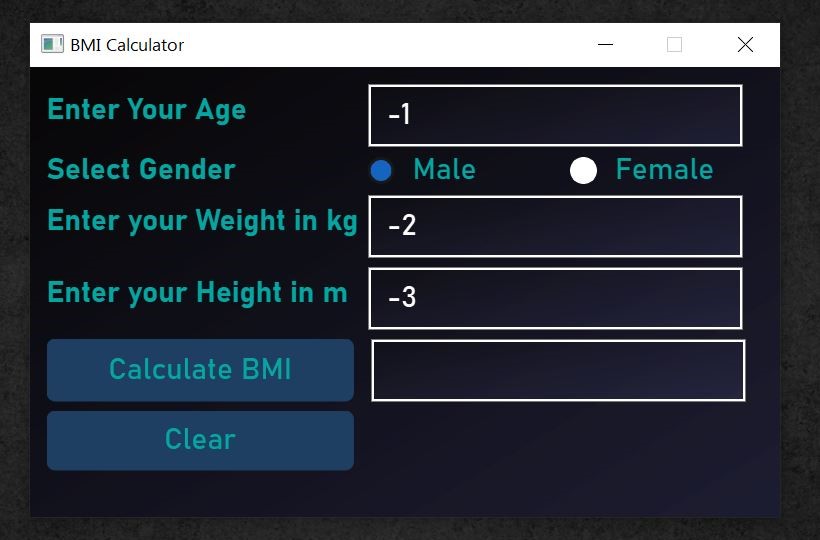 BMI Calculator
Enter Your Age -1
Select Gender Male Female
Enter your Weight in kg -2
Enter your Height in m -3
Calculate BMI
Clear